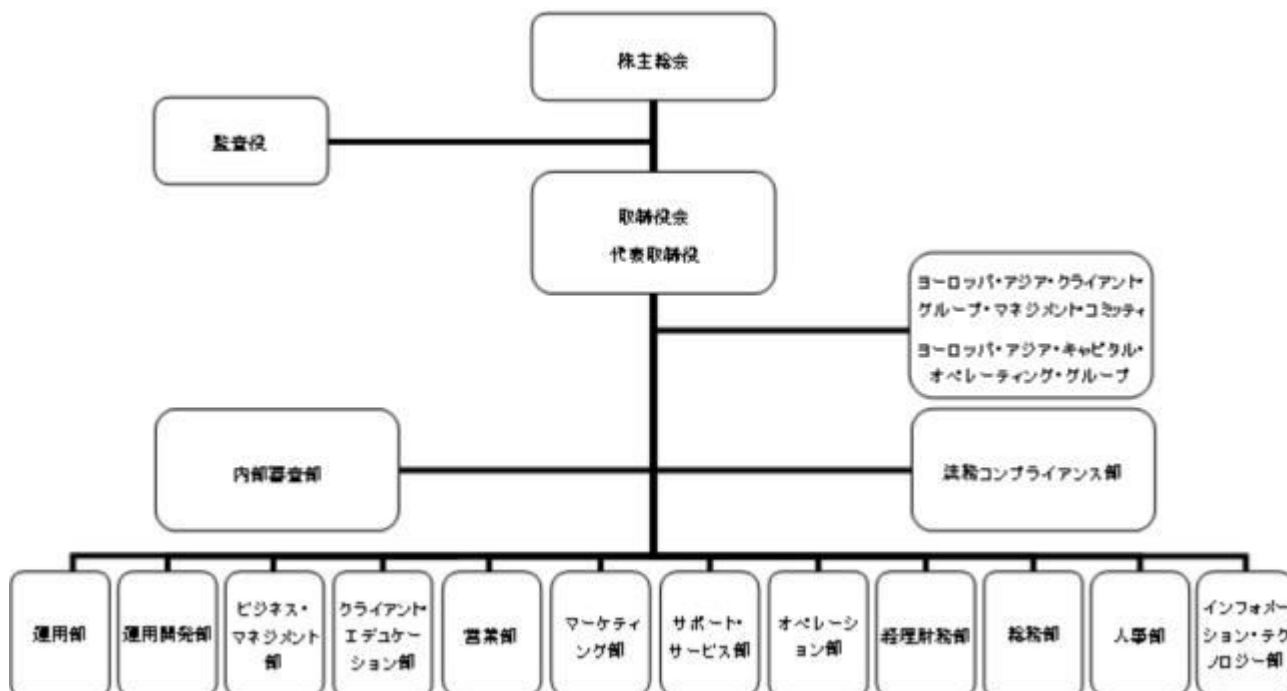 株主総会
監査役
取締役会
代表取締役
ヨーロッパ・アジア・クライアント・
グループ・マネジメント・コミッティ
ヨーロッパ・アジア・キャピタル・
オペレーティング・グループ
内部審査部
法務コンプライアンス部
運用部
運用開発部
ビジネス・
マネジメント
部
クライアント・
エデュケー
ション部
営業部
マーケティ
ング部
サポート・
サービス部
オペレーシ
ョン部
経理財務部
総務部
人事部
インフォメー
ション・テク
ノロジー部